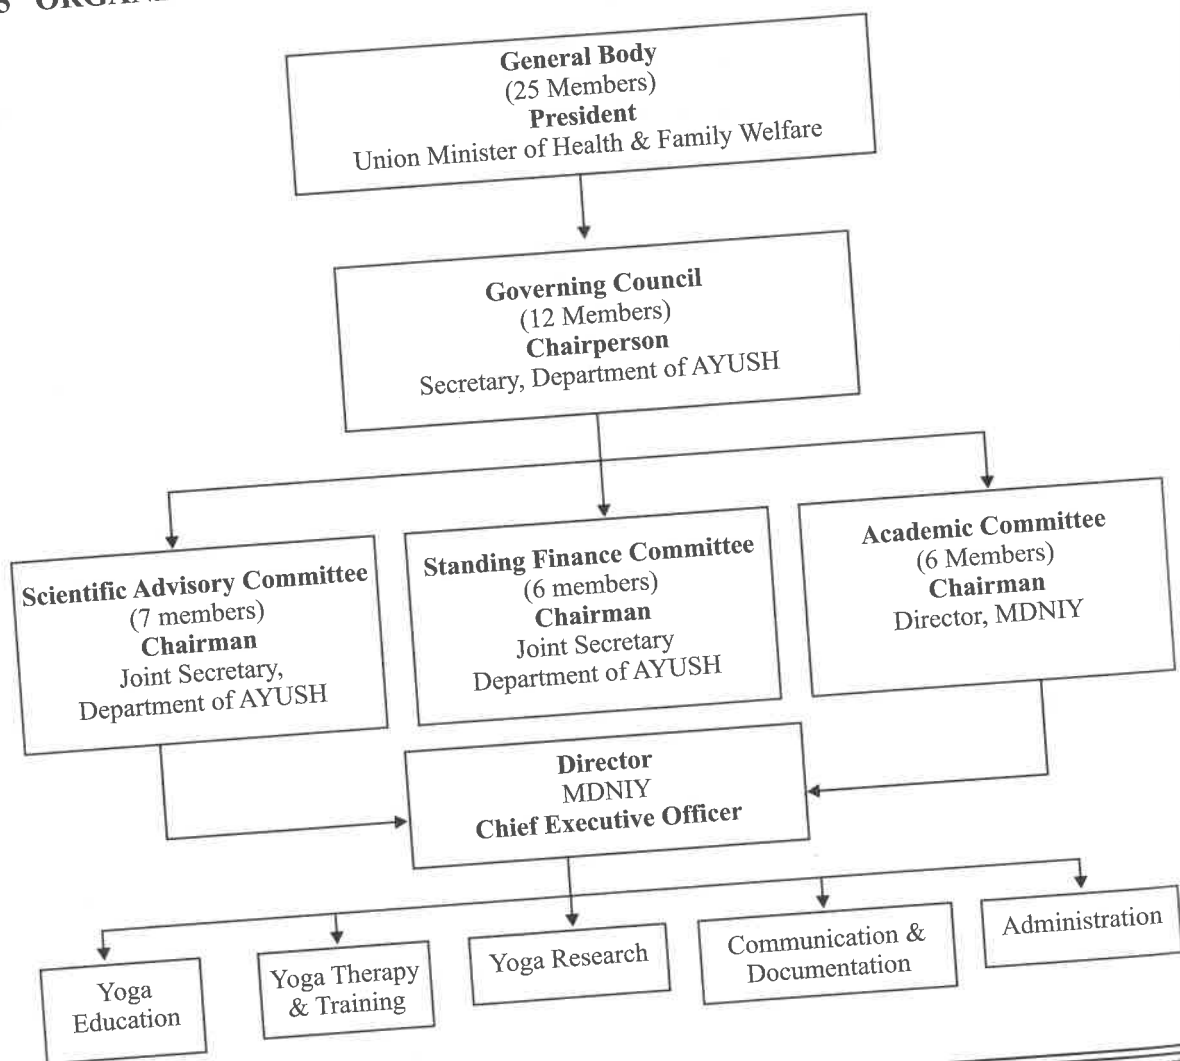 General Body
(25 Members)
President
Union Minister of Health & Family Welfare
Governing Council
(12 Members)
Chairperson
Secretary, Department of AYUSH
Scientific Advisory Committee
(7 members)
Chairman
Joint Secretary,
Department of AYUSH
Standing Finance Committee
(6 members)
Chairman
Joint Secretary
Department of AYUSH
Academic Committee
(6 Members)
Chairman
Director, MDNIY
Director
MDNIY
Chief Executive Officer
Yoga
Education
Yoga Therapy
& Training
Yoga Research
Communication &
Documentation
Administration